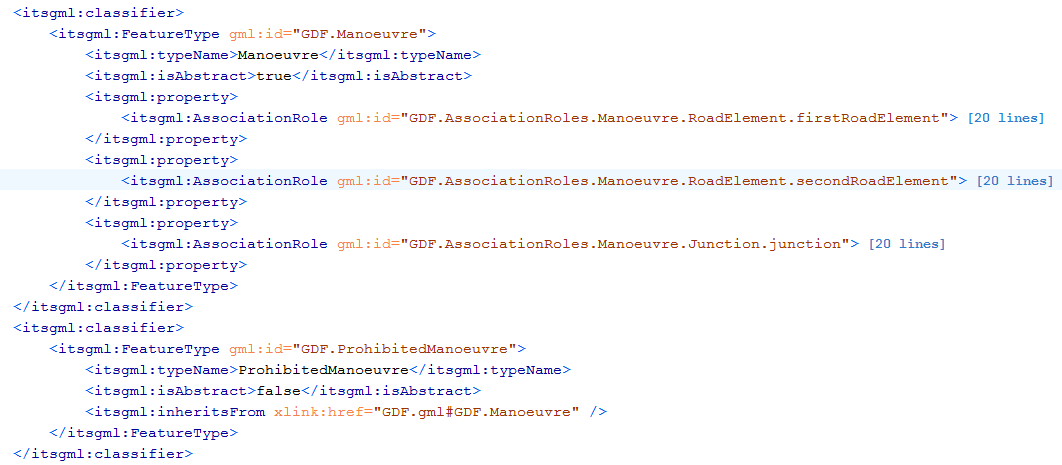 <itsgml:classifier>
<itsgml:FeatureType gml:id="GDF.Manoeuvre">
<itsgml:typeName>Manoeuvre</itsgml:typeName>
<itsgml:isAbstract>true</itsgml:isAbstract>
<itsgml:property>
<itsgml:AssociationRole gml:id="GDF.AssociationRoles.Manoeuvre.RoadElement.firstRoadElement"> [20 lines]
</itsgml:property>
<itsgml:property>
<itsgml:AssociationRole gml:id="GDF.AssociationRoles.Manoeuvre.RoadElement.secondRoadElement"> [20 lines]
</itsgml:property>
<itsgml:property>
<itsgml:AssociationRole gml:id="GDF.AssociationRoles.Manoeuvre.Junction.junction"> [20 lines]
</itsgml:property>
</itsgml:FeatureType>
</itsgml:classifier>
<itsgml:classifier>
<itsgml:FeatureType gml:id="GDF.ProhibitedManoeuvre">
<itsgml:typeName>ProhibitedManoeuvre</itsgml:typeName>
<itsgml:isAbstract>false</itsgml:isAbstract>
<itsgml:inheritsFrom xlink:href="GDF.gml#GDF.Manoeuvre" />
</itsgml:FeatureType>
</itsgml:classifier>